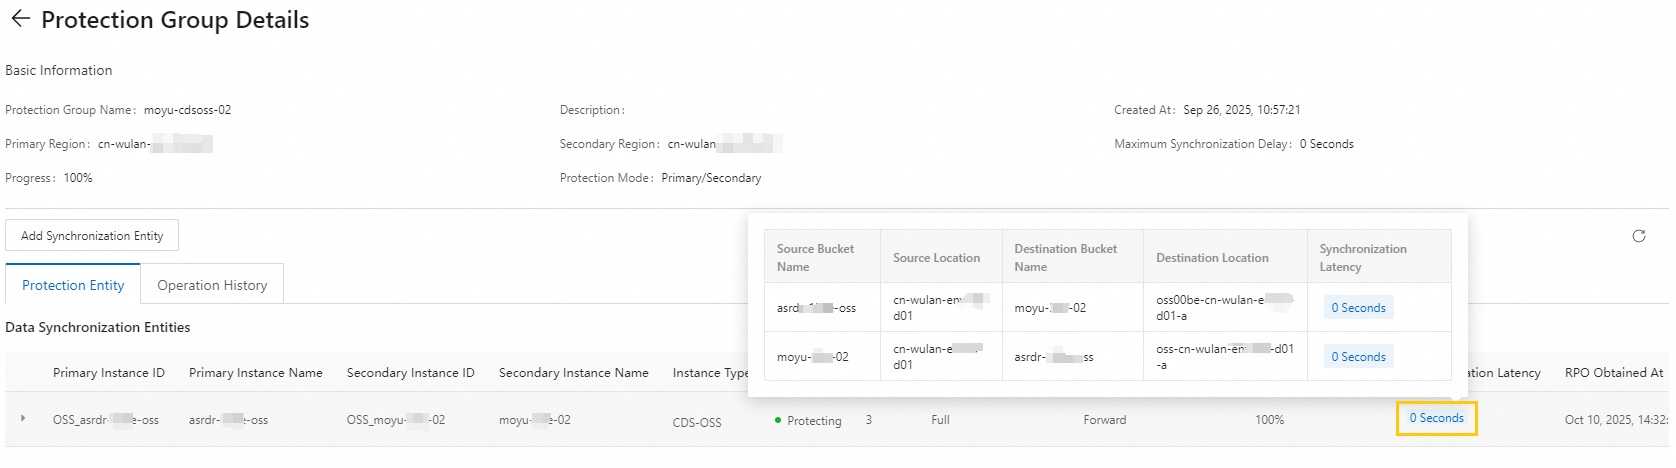 Protection Group Details
Basic Information
Protection Group Name: moyu-cdsoss-02
Description:
Created At: Sep 26, 2025, 10:57:21
Primary Region: cn-wulan-
Secondary Region: cn-wulan
Maximum Synchronization Delay: 0 Seconds
Progress: 100%
Protection Mode: Primary/Secondary
Add Synchronization Entity
Protection Entity
Operation History
Source Bucket Name
Source Location
Destination Bucket Name
Destination Location
Synchronization Latency
-oss
cn-wulan-
d01
moyu- -02
oss00be-cn-wulan-e
d01-a
0 Seconds
moyu- -02
cn-wulan-e
d01
asrdr- ss
oss-cn-wulan- -d01
-a
0 Seconds
Data Synchronization Entities
Primary Instance ID
Primary Instance Name
Secondary Instance ID
Secondary Instance Name
Instance Type
ation Latency
RPO Obtained At
OSS_asrdr- e-oss
asrdr- e-oss
OSS_moyu- -02
moyu- e-02
CDS-OSS
Protecting
3
Full
Forward
100%
0 Seconds
Oct 10, 2025, 14:32: